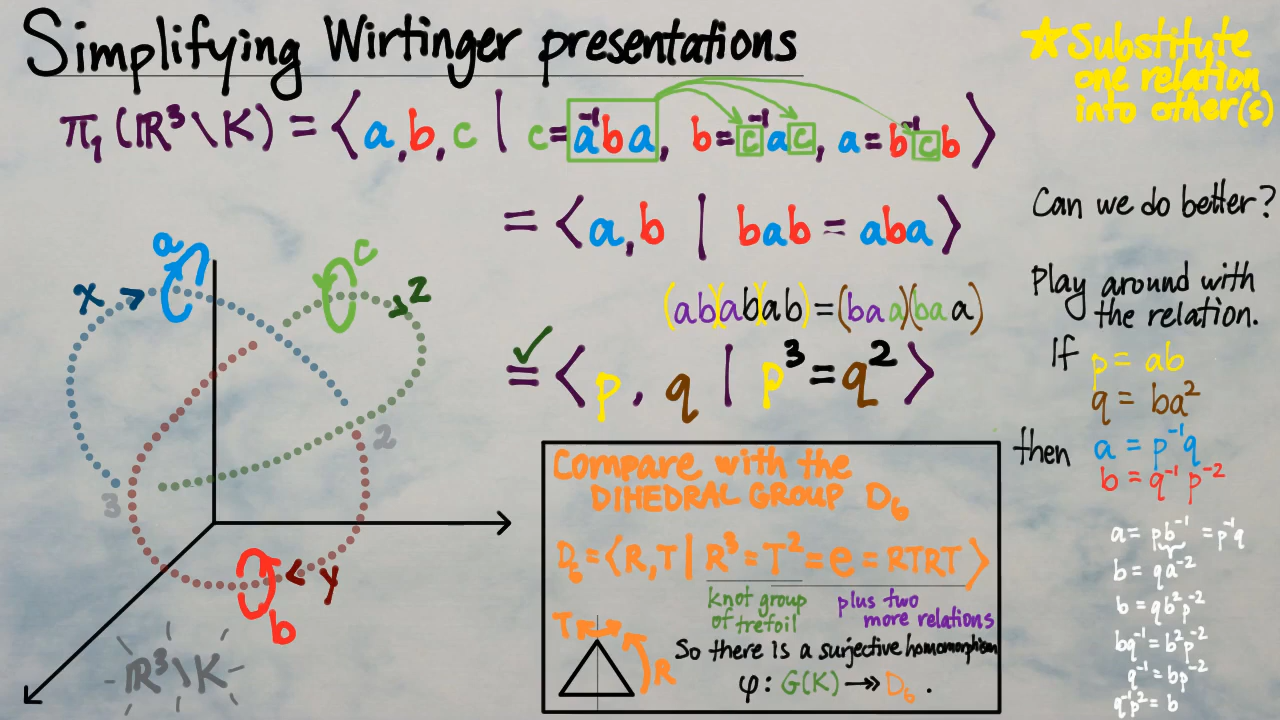 Simplifying Wirtinger presentations
π₁(ℝ³\K) = ⟨a, b, c | c=a⁻¹ba, b=c⁻¹ac, a=b⁻¹cb⟩
= ⟨a, b | bab = aba⟩
(ab)(ab)(ab) = (baa)(baa)
✓
= ⟨p, q | p³=q²⟩
★Substitute
one relation
into other(s)
Can we do better?
Play around with
the relation.
If p = ab
q = ba²
then a = p⁻¹q
b = q⁻¹p⁻²
a = pb⁻¹ = p⁻¹q
b = qa⁻²
b = qb²p⁻²
bq⁻¹ = b²p⁻²
q⁻¹ = bp⁻²
q⁻¹p² = b
a
c
x >
z
2
3
< y
b
ℝ³\K
Compare with the
DIHEDRAL GROUP D₆
D₆ = ⟨R,T | R³ = T² = e = RTRT⟩
knot group
of trefoil
plus two
more relations
T
R
So there is a surjective homomorphism
φ: G(K) ↠ D₆.